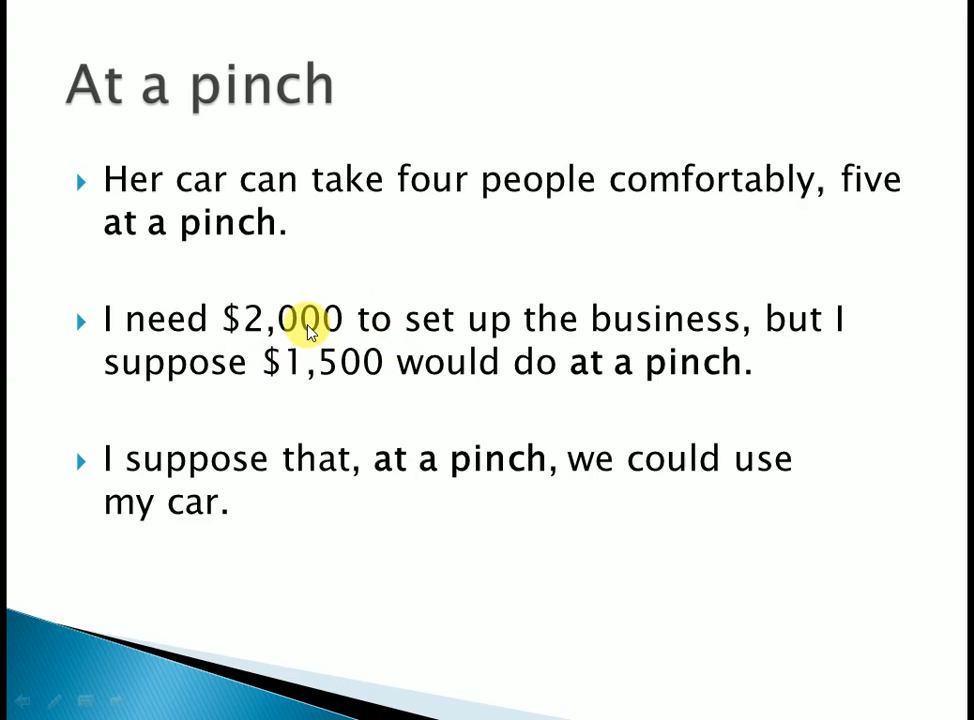 At a pinch
Her car can take four people comfortably, five
at a pinch.
I need $2,000 to set up the business, but I
suppose $1,500 would do at a pinch.
I suppose that, at a pinch, we could use
my car.